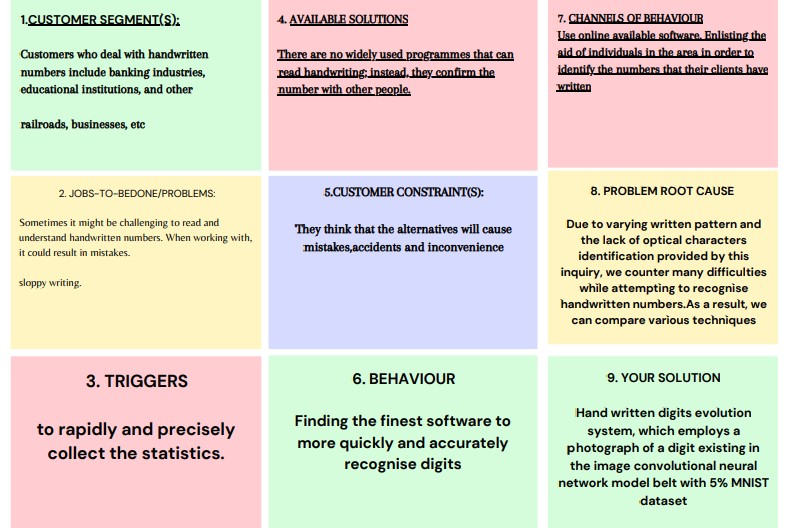 1.CUSTOMER SEGMENT(S):
Customers who deal with handwritten
numbers include banking industries,
educational institutions, and other
railroads, businesses, etc
2. JOBS-TO-BEDONE/PROBLEMS:
Sometimes it might be challenging to read and
understand handwritten numbers. When working with,
it could result in mistakes.
sloppy writing.
3. TRIGGERS
to rapidly and precisely
collect the statistics.
4. AVAILABLE SOLUTIONS
There are no widely used programmes that can
read handwriting; instead, they confirm the
number with other people.
5.CUSTOMER CONSTRAINT(S):
They think that the alternatives will cause
mistakes,accidents and inconvenience
6. BEHAVIOUR
Finding the finest software to
more quickly and accurately
recognise digits
7. CHANNELS OF BEHAVIOUR
Use online available software. Enlisting the
aid of individuals in the area in order to
identify the numbers that their clients have
written
8. PROBLEM ROOT CAUSE
Due to varying written pattern and
the lack of optical characters
identification provided by this
inquiry, we counter many difficulties
while attempting to recognise
handwritten numbers.As a result, we
can compare various techniques
9. YOUR SOLUTION
Hand written digits evolution
system, which employs a
photograph of a digit existing in
the image convolutional neural
network model belt with 5% MNIST
dataset